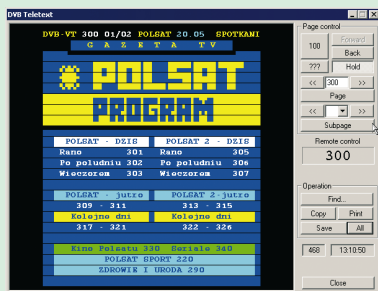 DVB Teletext
DVB-VT 300 01/02 POLSAT 20.05 SPOTKANI
G A Z E T A T V
POLSAT
PROGRAM
POLSAT - DZIS POLSAT 2 - DZIS
Rano 301 Rano 305
Po poludniu 302 Po poludniu 306
Wieczorem 303 Wieczorem 307
POLSAT - jutro POLSAT 2-jutro
309 - 311 313 - 315
Kolejne dni Kolejne dni
317 - 321 322 - 326
Kino Polsatu 330 Seriale 340
POLSAT SPORT 220
ZDROWIE I URODA 290
Page control
100 Forward
Back
??? Hold
<< 300 >>
Page
<< >>
Subpage
Remote control
300
Operation
Find...
Copy Print
Save All
468 13:10:50
Close